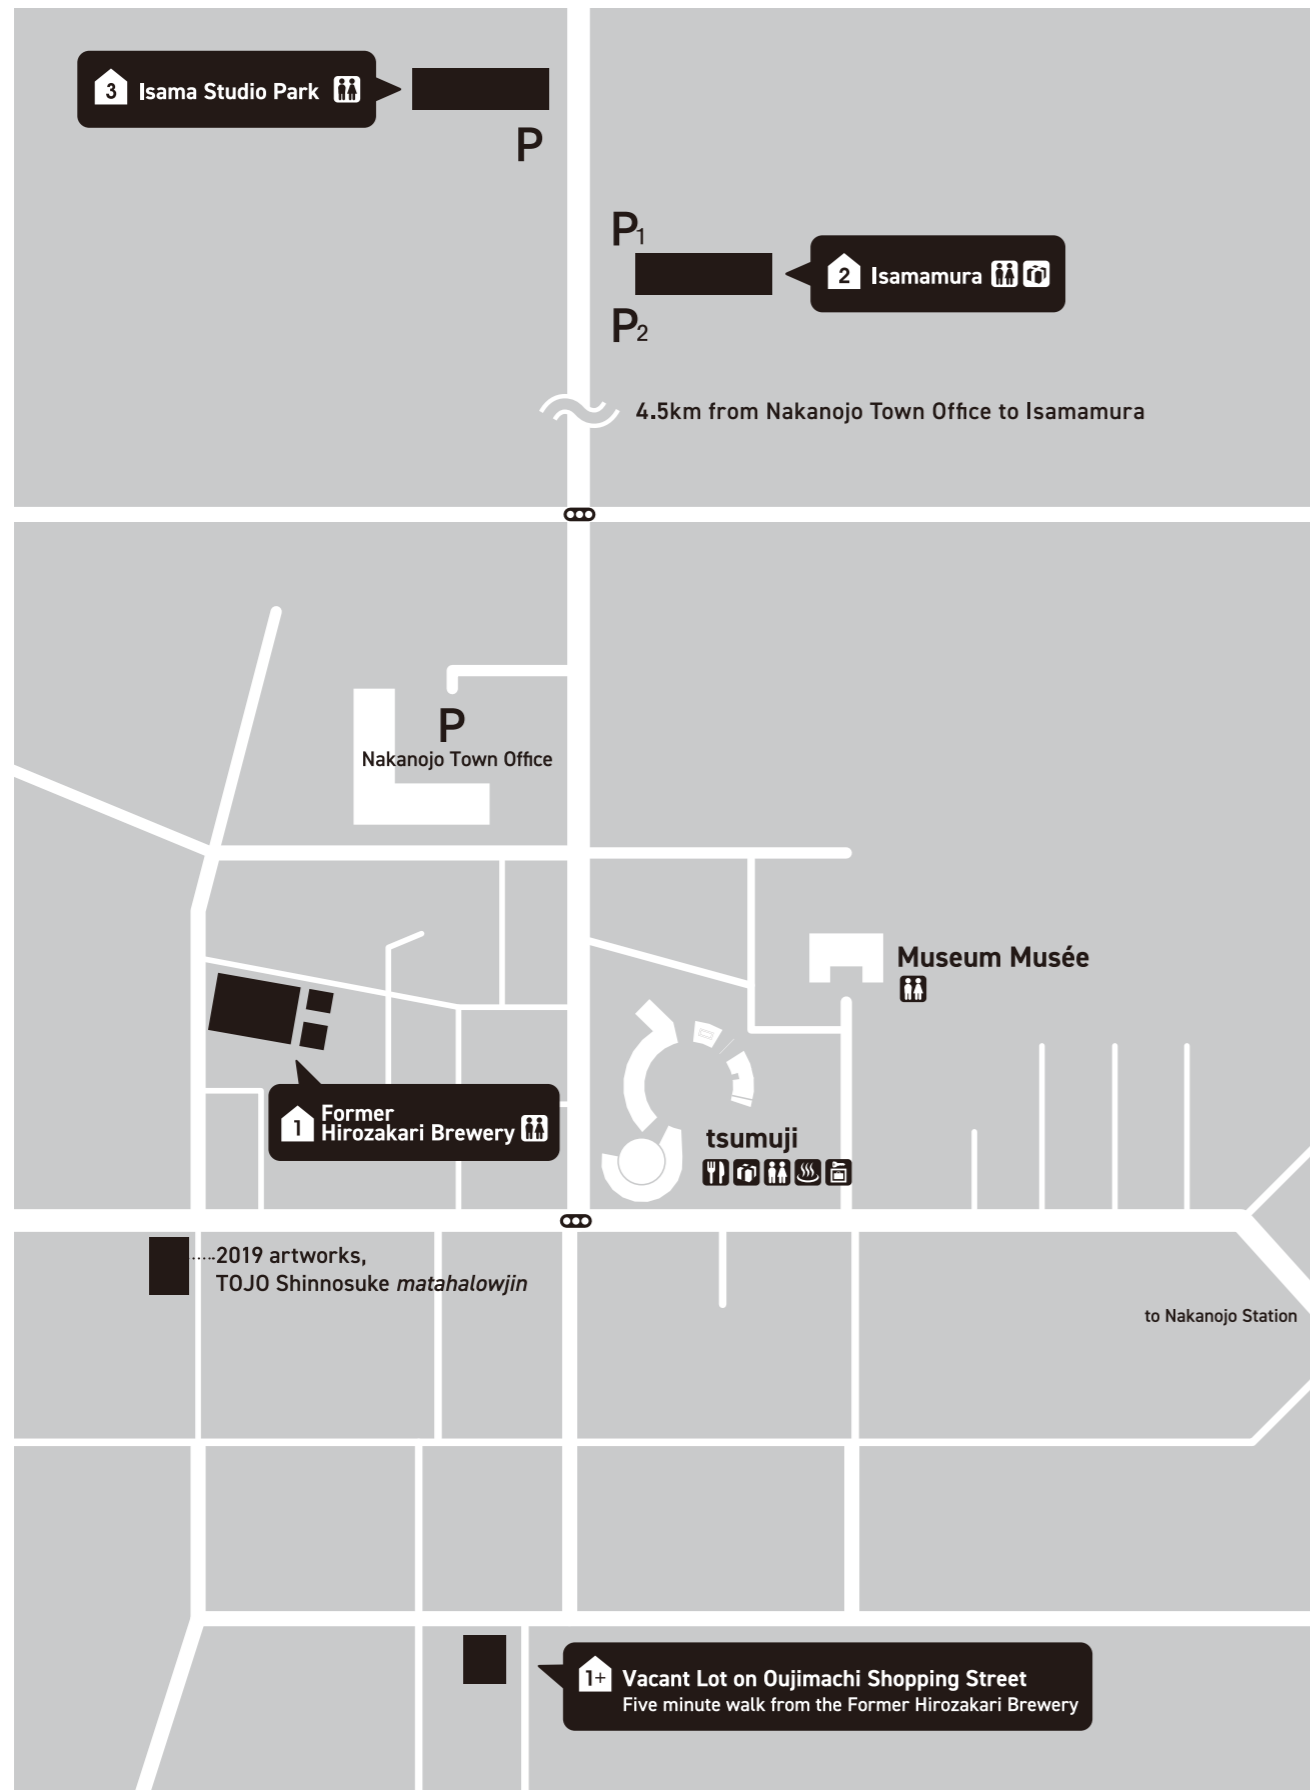 3 Isama Studio Park
P
P1
2 Isamamura
P2
4.5km from Nakanojo Town Office to Isamamura
P
Nakanojo Town Office
Museum Musée
1 Former
Hirozakari Brewery
tsumuji
2019 artworks,
TOJO Shinnosuke matahalowjin
to Nakanojo Station
1+ Vacant Lot on Oujimachi Shopping Street
Five minute walk from the Former Hirozakari Brewery